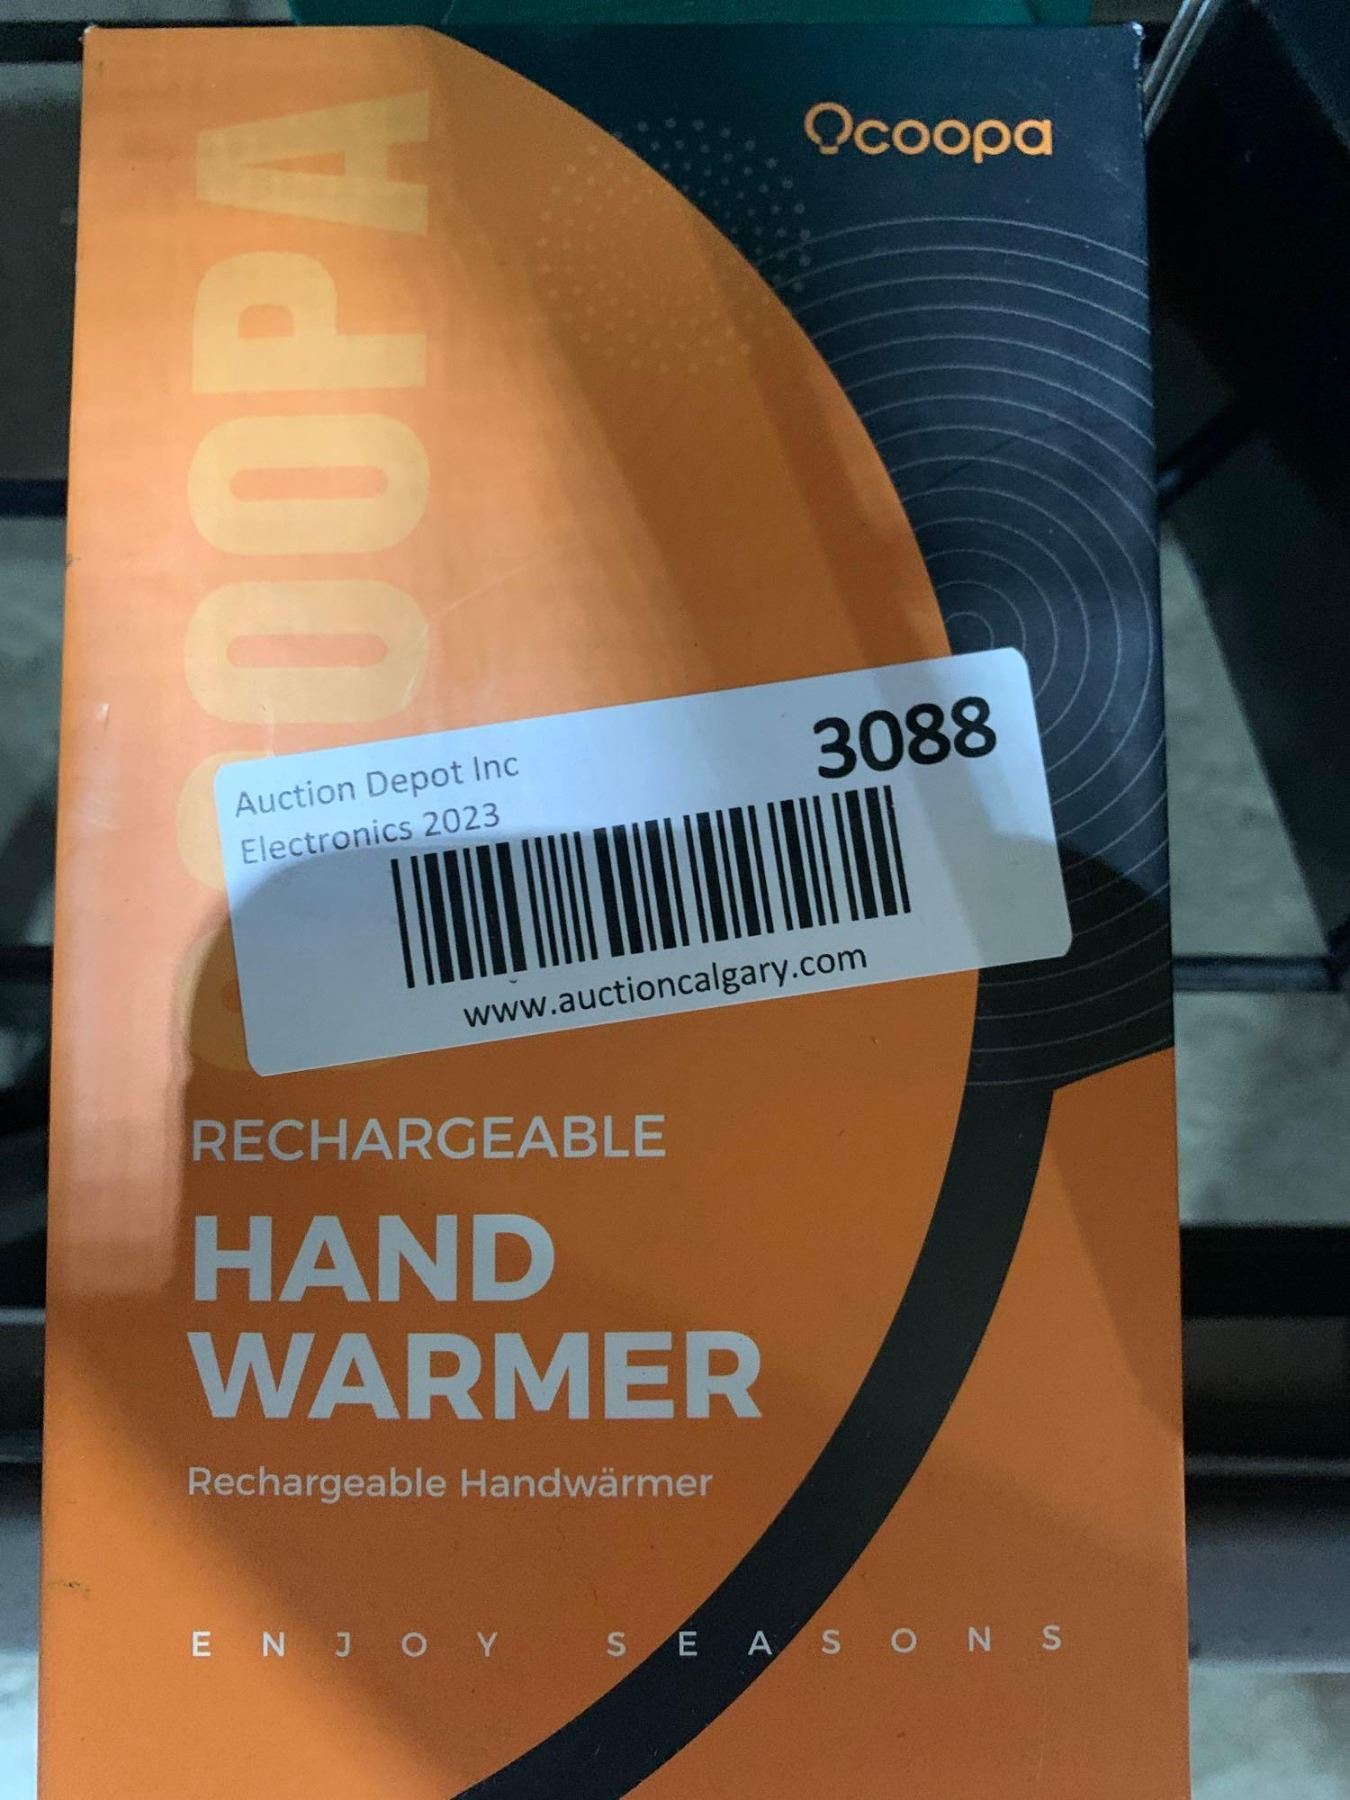 Ocoopa
OCOOPA
Auction Depot Inc
Electronics 2023
3088
www.auctioncalgary.com
RECHARGEABLE
HAND
WARMER
Rechargeable Handwärmer
ENJOY SEASONS